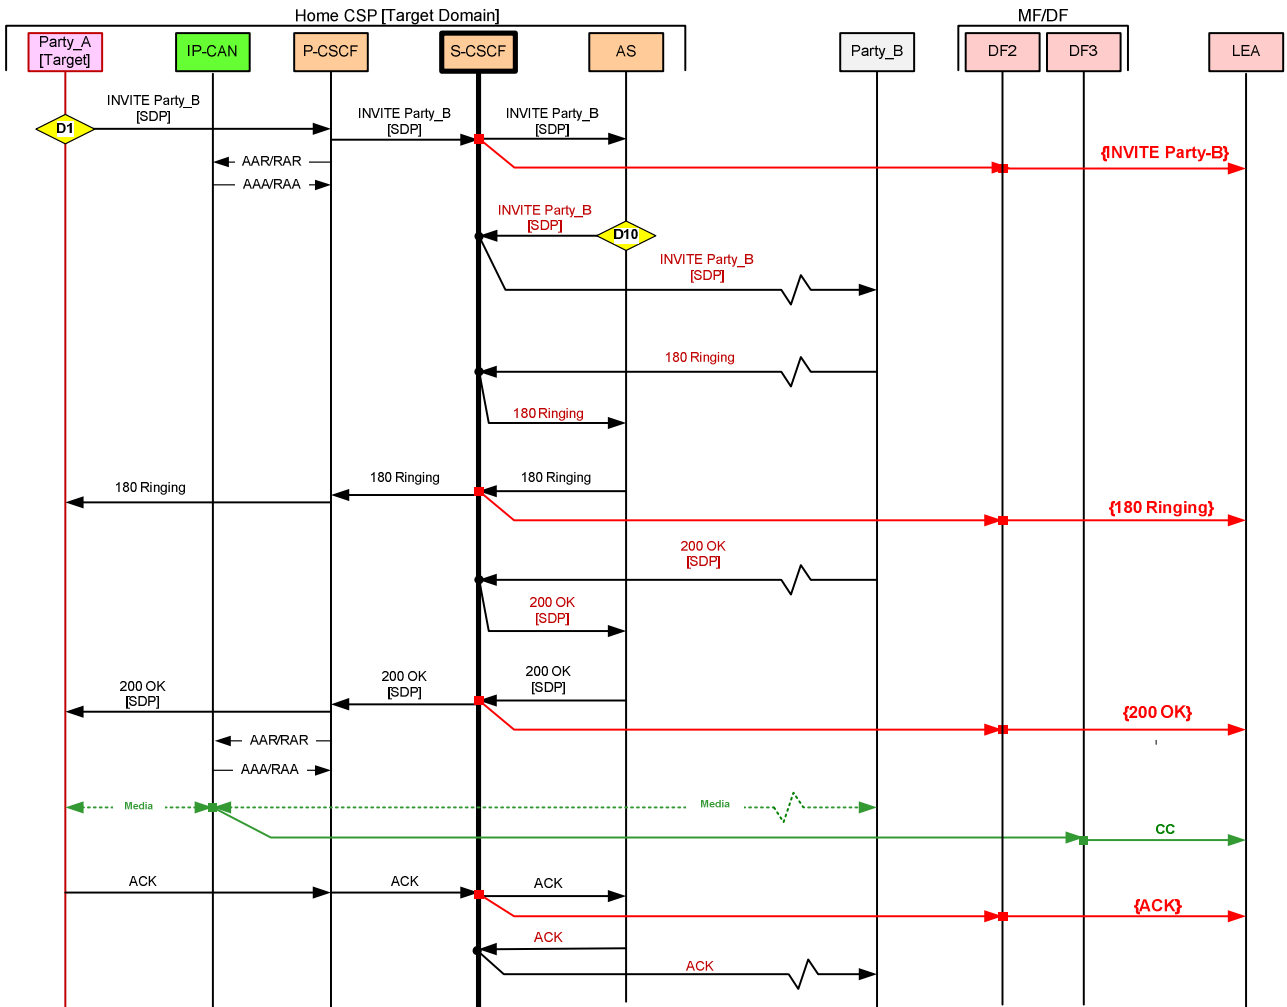 Home CSP [Target Domain]
MF/DF
Party_A
[Target]
IP-CAN
P-CSCF
S-CSCF
AS
Party_B
DF2
DF3
LEA
INVITE Party_B
[SDP]
D1
INVITE Party_B
[SDP]
INVITE Party_B
[SDP]
{INVITE Party-B}
AAR/RAR
AAA/RAA
INVITE Party_B
[SDP]
D10
INVITE Party_B
[SDP]
180 Ringing
180 Ringing
180 Ringing
180 Ringing
180 Ringing
{180 Ringing}
200 OK
[SDP]
200 OK
[SDP]
200 OK
[SDP]
200 OK
[SDP]
200 OK
[SDP]
{200 OK}
AAR/RAR
AAA/RAA
Media
Media
CC
ACK
ACK
ACK
{ACK}
ACK
ACK